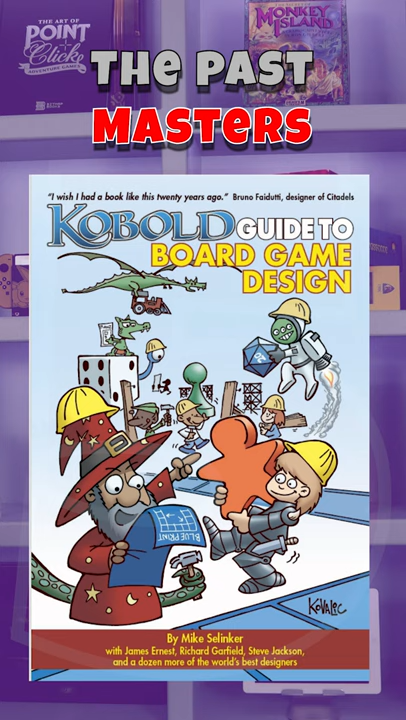 THE ART OF
POINT
Click
ADVENTURE GAMES
MONKEY
ISLAND
THE PAST
MASTERS
"I wish I had a book like this twenty years ago." Bruno Faidutti, designer of Citadels
KOBOLD GUIDE TO
BOARD GAME
DESIGN
BLUEPRINT
KOVALIC
By Mike Selinker
with James Ernest, Richard Garfield, Steve Jackson,
and a dozen more of the world's best designers